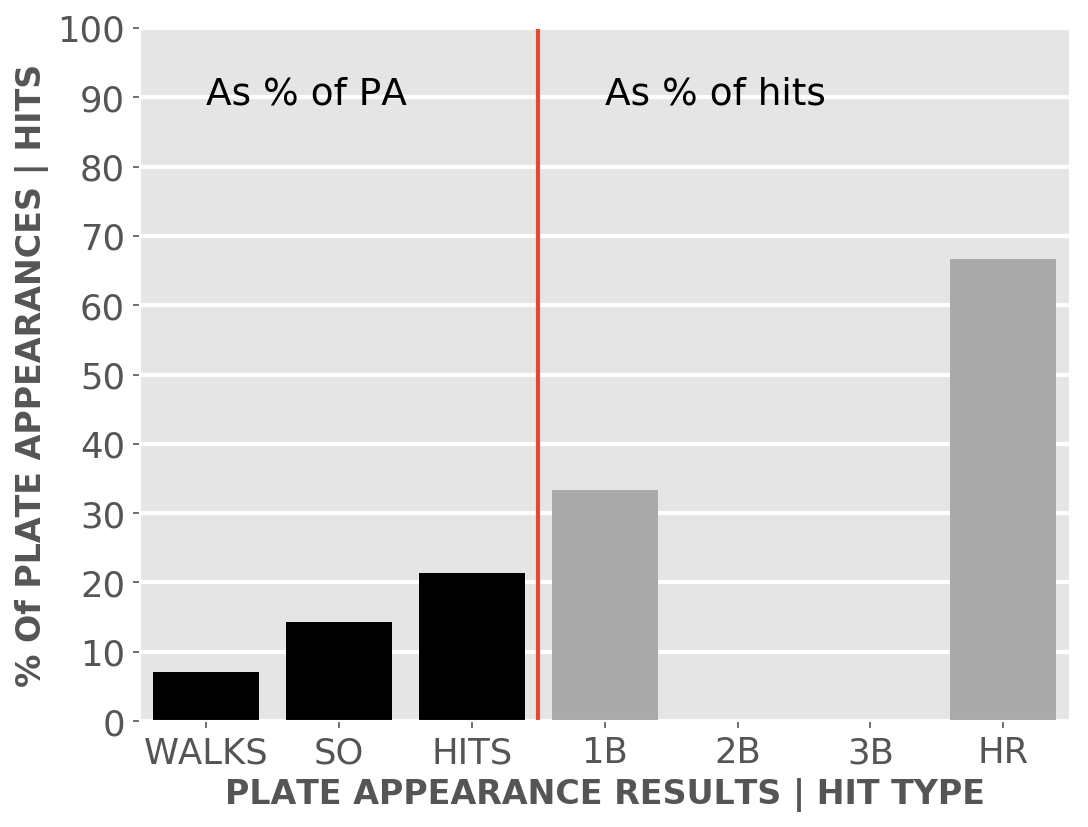 100
90
80
70
60
50
40
30
20
10
0
% Of PLATE APPEARANCES | HITS
As % of PA
As % of hits
WALKS SO HITS 1B 2B 3B HR
PLATE APPEARANCE RESULTS | HIT TYPE